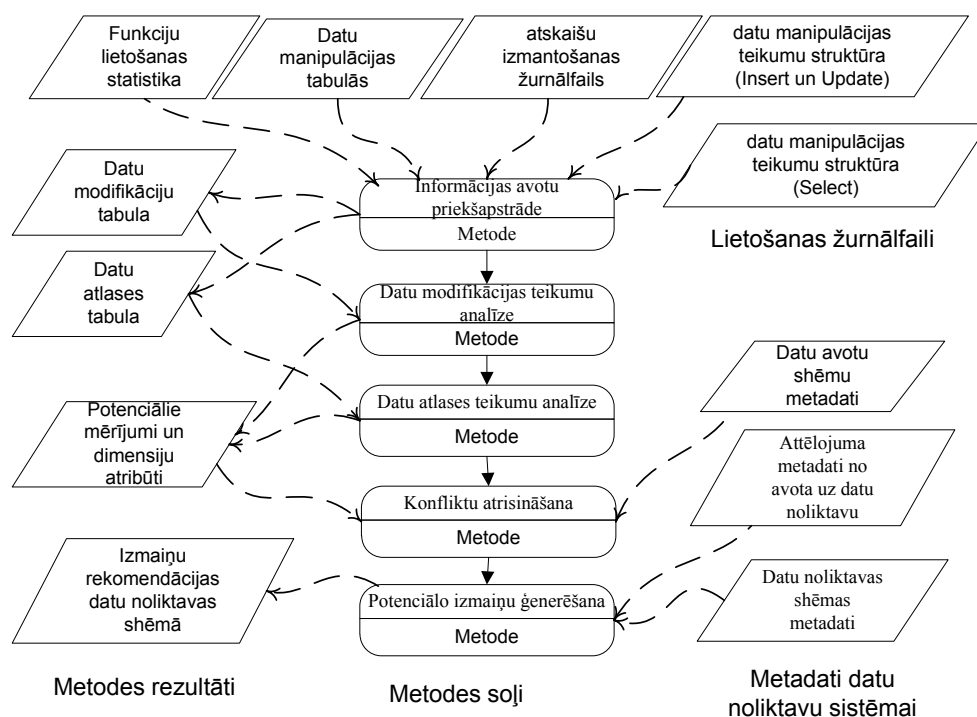 Funkciju
lietošanas
statistika
Datu
manipulācijas
tabulās
atskaišu
izmantošanas
žurnālfails
datu manipulācijas
teikumu struktūra
(Insert un Update)
datu manipulācijas
teikumu struktūra
(Select)
Lietošanas žurnālfaili
Datu
modifikāciju
tabula
Informācijas avotu
priekšapstrāde
Metode
Datu
atlases
tabula
Datu modifikācijas teikumu
analīze
Metode
Datu avotu
shēmu
metadati
Datu atlases teikumu analīze
Metode
Potenciālie
mērījumi un
dimensiju
atribūti
Attēlojuma
metadati no
avota uz datu
noliktavu
Konfliktu atrisināšana
Metode
Izmaiņu
rekomendācijas
datu noliktavas
shēmā
Potenciālo izmaiņu ģenerēšana
Metode
Datu noliktavas
shēmas
metadati
Metodes rezultāti
Metodes soļi
Metadati datu
noliktavu sistēmai